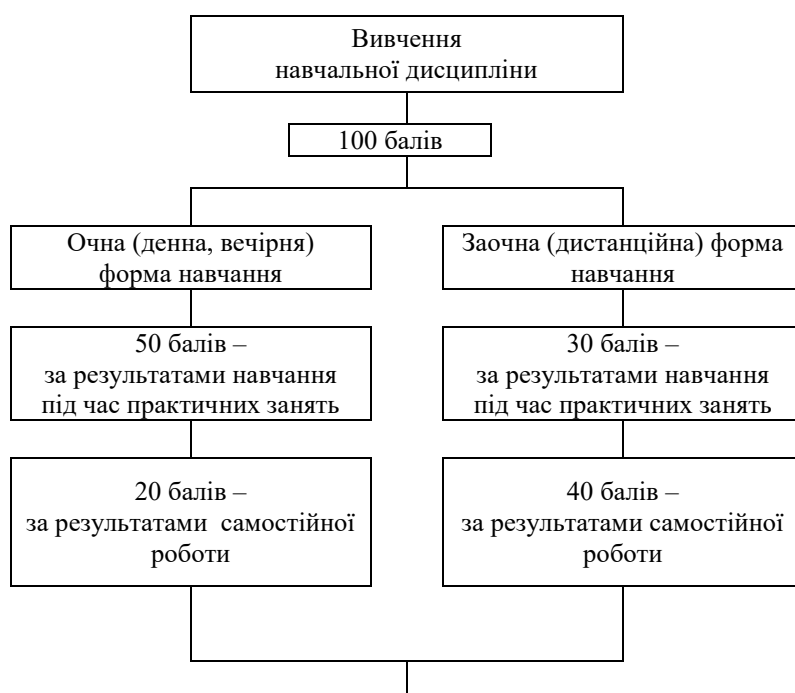 Вивчення
навчальної дисципліни
100 балів
Очна (денна, вечірня)
форма навчання
Заочна (дистанційна) форма
навчання
50 балів –
за результатами навчання
під час практичних занять
30 балів –
за результатами навчання
під час практичних занять
20 балів –
за результатами самостійної
роботи
40 балів –
за результатами самостійної
роботи